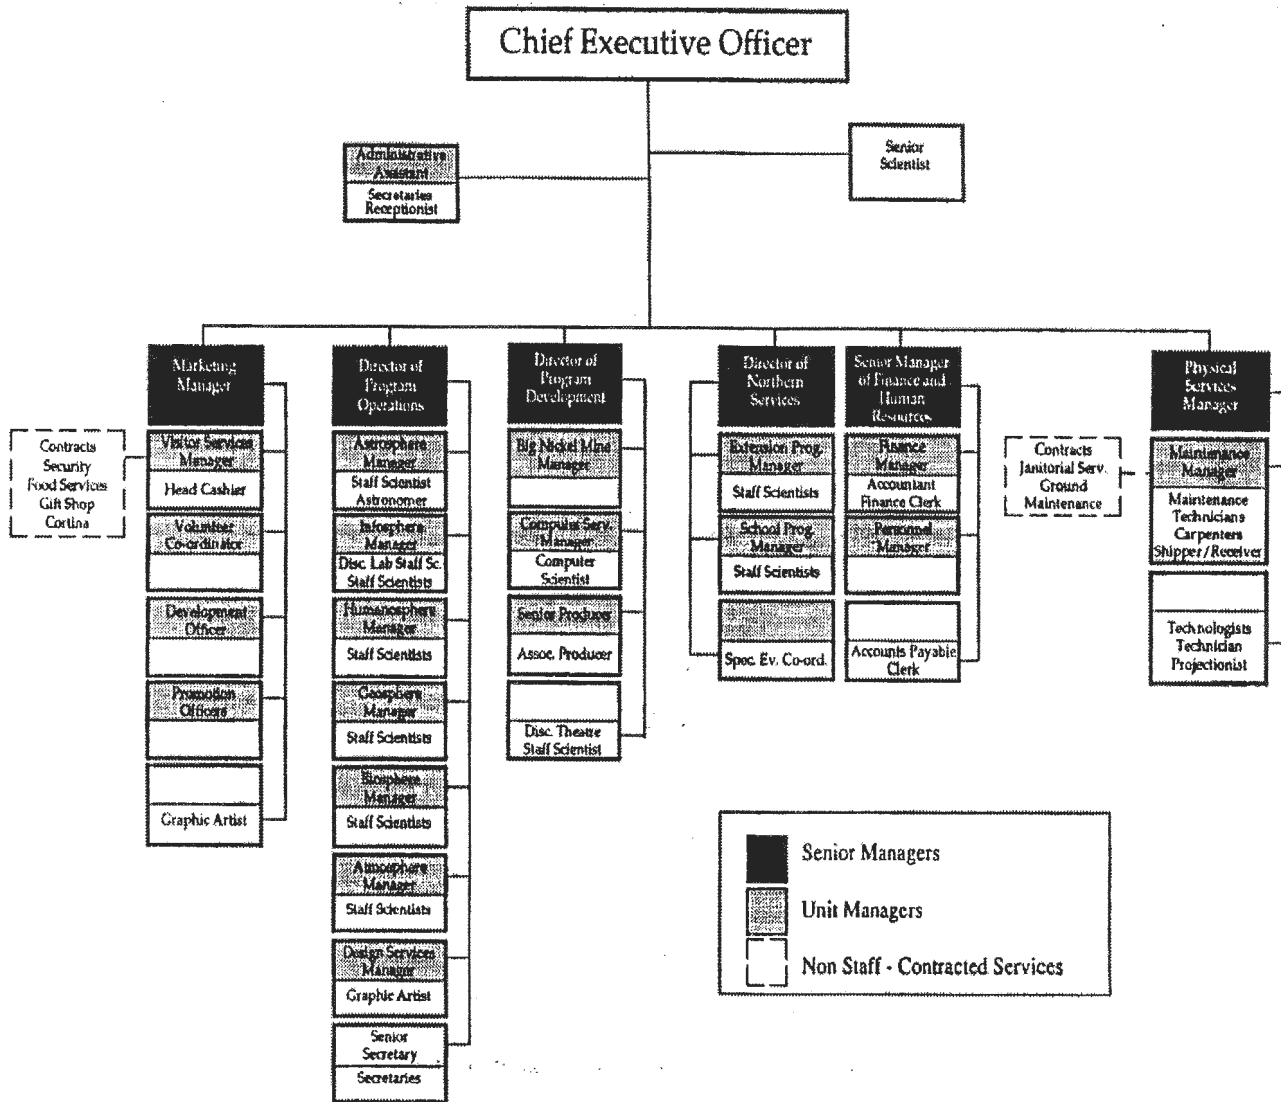 Chief Executive Officer
Administrative
Assistant
Secretaries
Receptionist
Senior
Scientist
Marketing
Manager
Contracts
Security
Food Services
Gift Shop
Cortina
Visitor Services
Manager
Head Cashier
Volunteer
Co-ordinator
Development
Officer
Promotion
Officers
Graphic Artist
Director of
Program
Operations
Astrosphere
Manager
Staff Scientist
Astronomer
Infosphere
Manager
Disc. Lab Staff Sc.
Staff Scientists
Humanosphere
Manager
Staff Scientists
Geosphere
Manager
Staff Scientists
Biosphere
Manager
Staff Scientists
Atmosphere
Manager
Staff Scientists
Design Services
Manager
Graphic Artist
Senior
Secretary
Secretaries
Director of
Program
Development
Big Nickel Mine
Manager
Computer Serv.
Manager
Computer
Scientist
Senior Producer
Assoc. Producer
Disc. Theatre
Staff Scientist
Director of
Northern
Services
Extension Prog.
Manager
Staff Scientists
School Prog.
Manager
Staff Scientists
Spec. Ev. Co-ord.
Senior Manager
of Finance and
Human
Resources
Finance
Manager
Accountant
Finance Clerk
Personnel
Manager
Accounts Payable
Clerk
Physical
Services
Manager
Contracts
Janitorial Serv.
Ground
Maintenance
Maintenance
Manager
Maintenance
Technicians
Carpenters
Shipper/Receiver
Technologists
Technician
Projectionist
Senior Managers
Unit Managers
Non Staff - Contracted Services